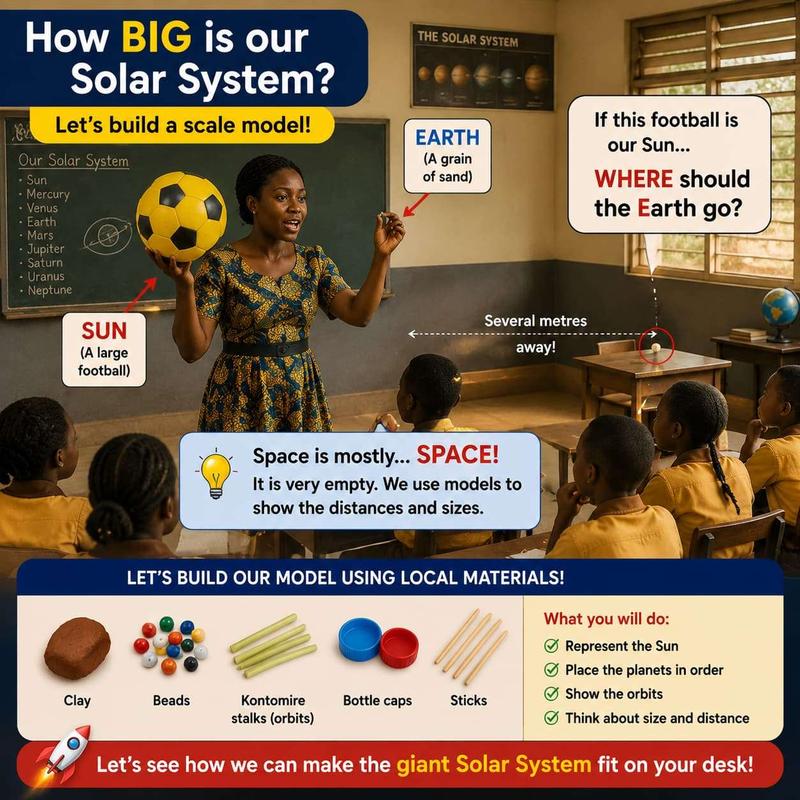 How BIG is our
Solar System?
Let's build a scale model!
THE SOLAR SYSTEM
Our Solar System
• Sun
• Mercury
• Venus
• Earth
• Mars
• Jupiter
• Saturn
• Uranus
• Neptune
EARTH
(A grain
of sand)
If this football is
our Sun...
WHERE should
the Earth go?
SUN
(A large
football)
Several metres
away!
Space is mostly... SPACE!
It is very empty. We use models to
show the distances and sizes.
LET'S BUILD OUR MODEL USING LOCAL MATERIALS!
Clay
Beads
Kontomire
stalks (orbits)
Bottle caps
Sticks
What you will do:
Represent the Sun
Place the planets in order
Show the orbits
Think about size and distance
Let's see how we can make the giant Solar System fit on your desk!